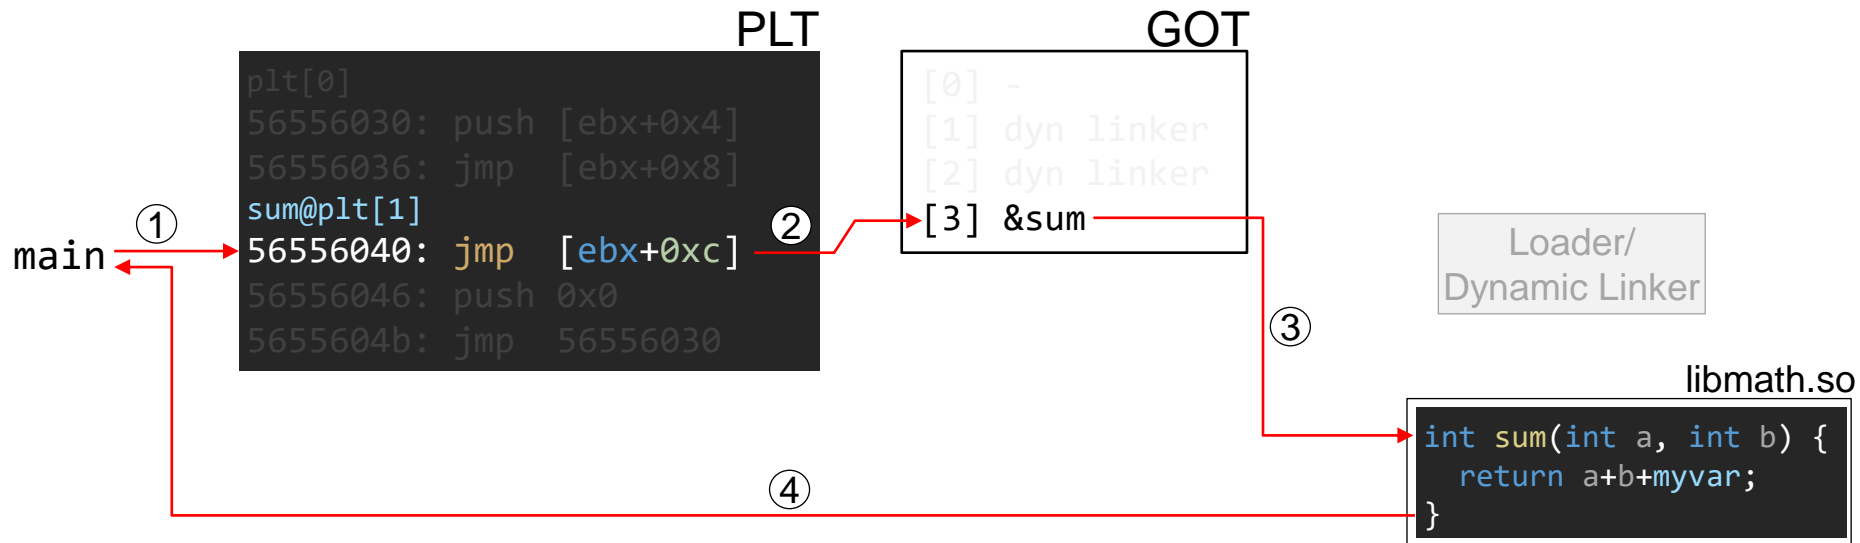 PLT
GOT
plt[0]
56556030: push [ebx+0x4]
56556036: jmp [ebx+0x8]
sum@plt[1]
56556040: jmp [ebx+0xc]
56556046: push 0x0
5655604b: jmp 56556030
[0] -
[1] dyn linker
[2] dyn linker
[3] &sum
main
1
2
3
4
Loader/
Dynamic Linker
libmath.so
int sum(int a, int b) {
return a+b+myvar;
}